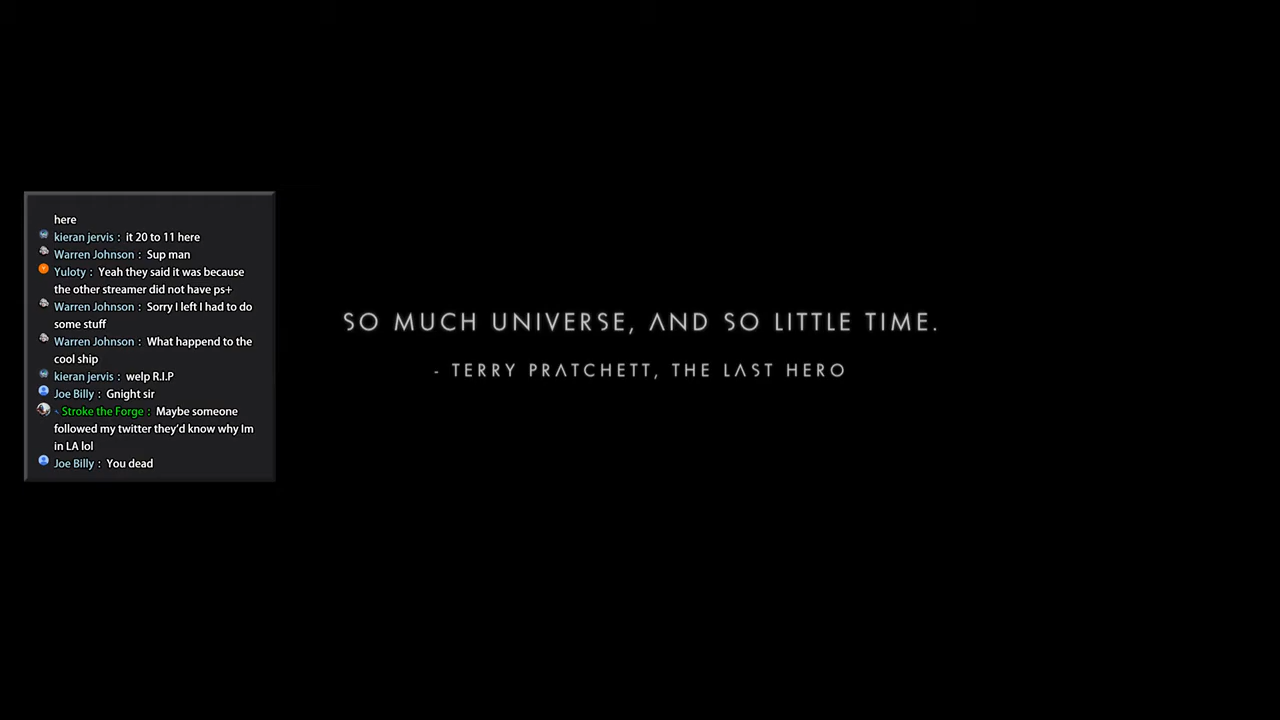 here
kieran jervis : it 20 to 11 here
Warren Johnson : Sup man
Yuloty : Yeah they said it was because
the other streamer did not have ps+
Warren Johnson : Sorry I left I had to do
some stuff
Warren Johnson : What happend to the
cool ship
kieran jervis : welp R.I.P
Joe Billy : Gnight sir
Stroke the Forge : Maybe someone
followed my twitter they'd know why Im
in LA lol
Joe Billy : You dead
SO MUCH UNIVERSE, AND SO LITTLE TIME.
- TERRY PRATCHETT, THE LAST HERO